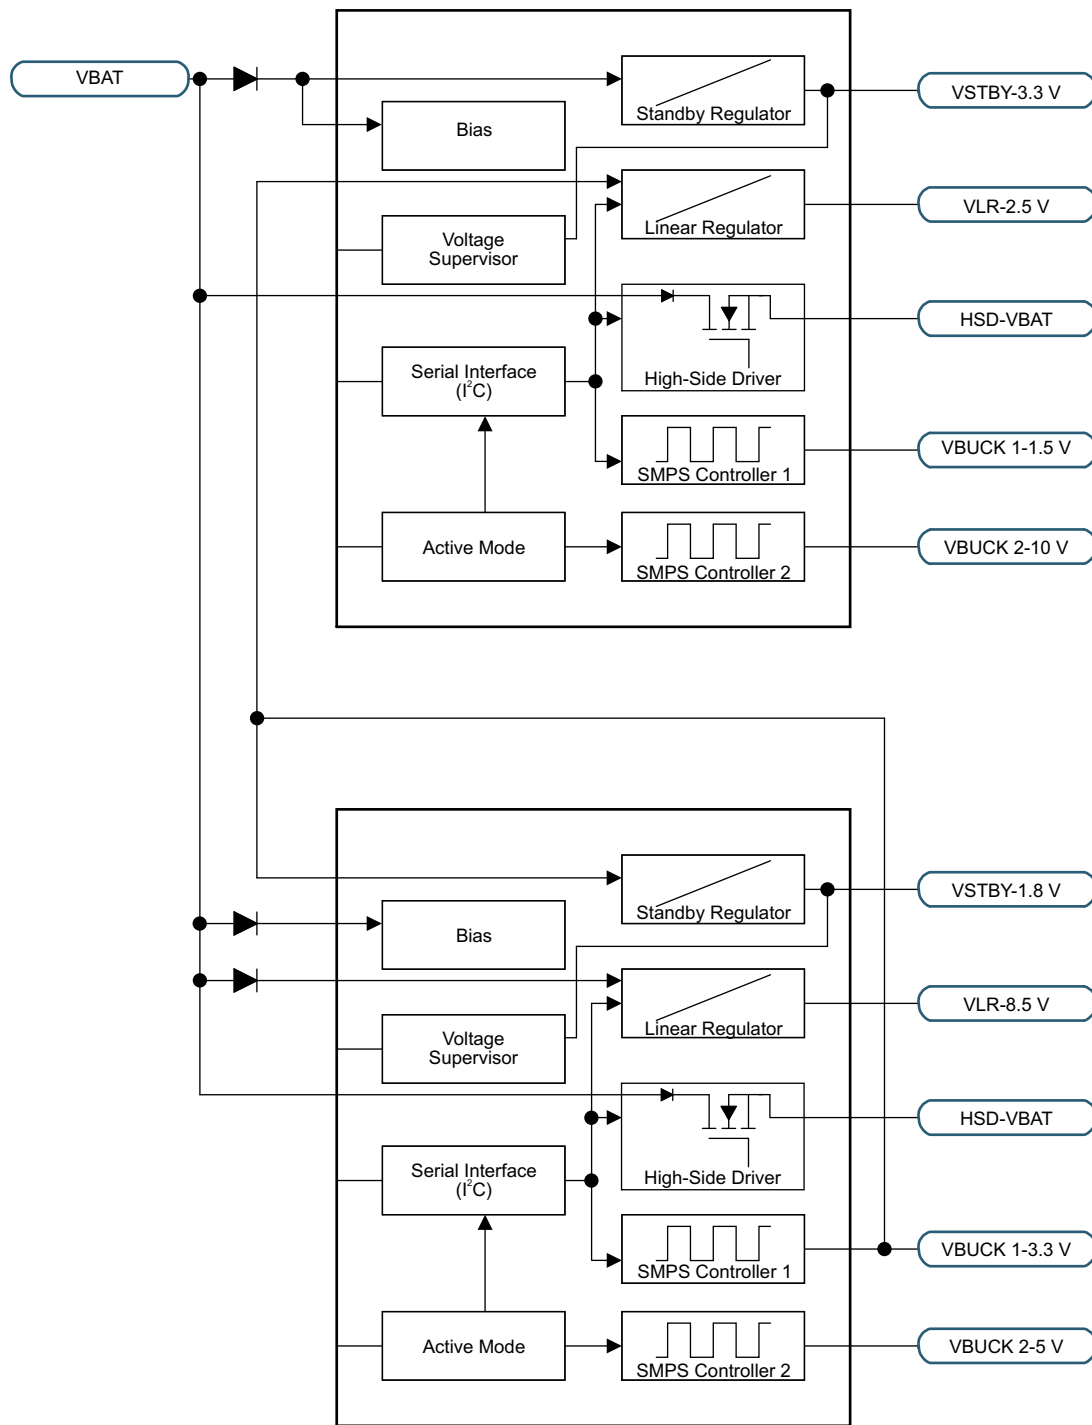 VBAT
Standby Regulator
VSTBY-3.3 V
Bias
Linear Regulator
VLR-2.5 V
Voltage
Supervisor
High-Side Driver
HSD-VBAT
Serial Interface
(I²C)
SMPS Controller 1
VBUCK 1-1.5 V
Active Mode
SMPS Controller 2
VBUCK 2-10 V
Standby Regulator
VSTBY-1.8 V
Bias
Linear Regulator
VLR-8.5 V
Voltage
Supervisor
High-Side Driver
HSD-VBAT
Serial Interface
(I²C)
SMPS Controller 1
VBUCK 1-3.3 V
Active Mode
SMPS Controller 2
VBUCK 2-5 V